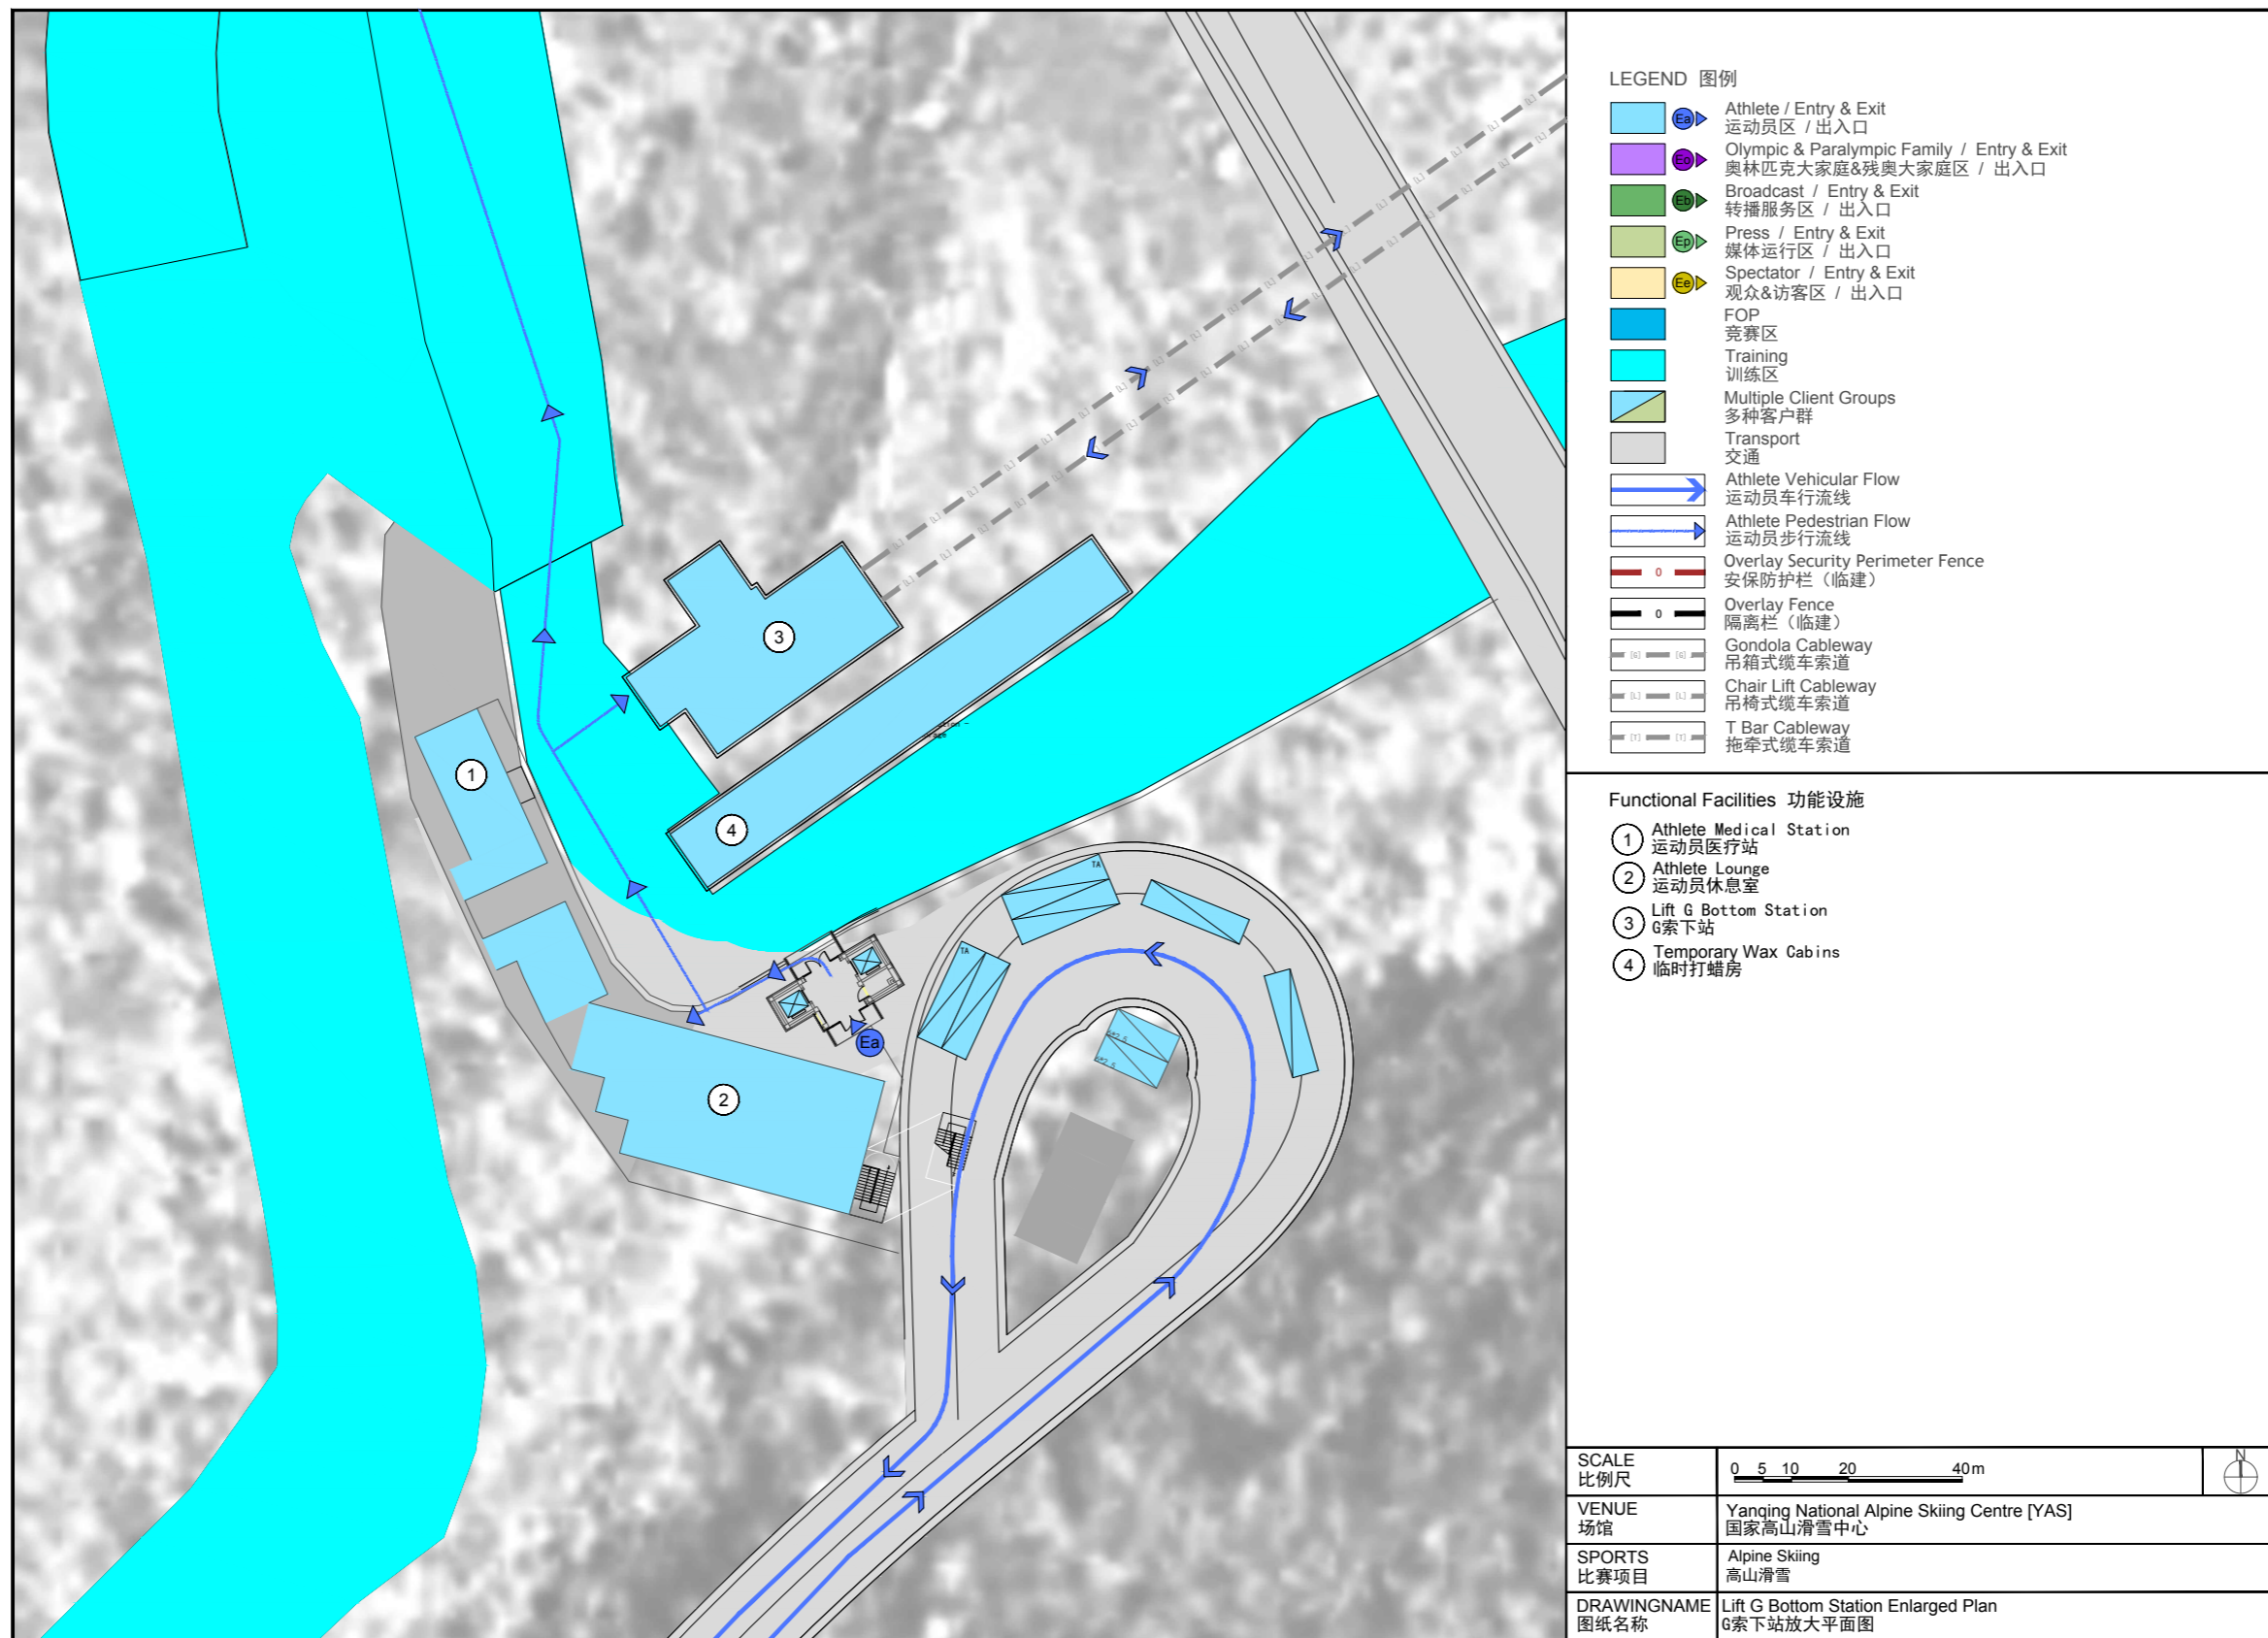 LEGEND 图例
Ea
Athlete / Entry & Exit
运动员区 / 出入口
Eo
Olympic & Paralympic Family / Entry & Exit
奥林匹克大家庭&残奥大家庭区 / 出入口
Eb
Broadcast / Entry & Exit
转播服务区 / 出入口
Ep
Press / Entry & Exit
媒体运行区 / 出入口
Ee
Spectator / Entry & Exit
观众&访客区 / 出入口
FOP
竞赛区
Training
训练区
Multiple Client Groups
多种客户群
Transport
交通
Athlete Vehicular Flow
运动员车行流线
Athlete Pedestrian Flow
运动员步行流线
0
Overlay Security Perimeter Fence
安保防护栏（临建）
0
Overlay Fence
隔离栏（临建）
[G] [G]
Gondola Cableway
吊箱式缆车索道
[L] [L]
Chair Lift Cableway
吊椅式缆车索道
[T] [T]
T Bar Cableway
拖牵式缆车索道
Functional Facilities 功能设施
1 Athlete Medical Station
运动员医疗站
2 Athlete Lounge
运动员休息室
3 Lift G Bottom Station
G索下站
4 Temporary Wax Cabins
临时打蜡房
3
1
4
TA
TA
Ea
2
SCALE
比例尺
0 5 10 20 40m
N
VENUE
场馆
Yanqing National Alpine Skiing Centre [YAS]
国家高山滑雪中心
SPORTS
比赛项目
Alpine Skiing
高山滑雪
DRAWINGNAME
图纸名称
Lift G Bottom Station Enlarged Plan
G索下站放大平面图